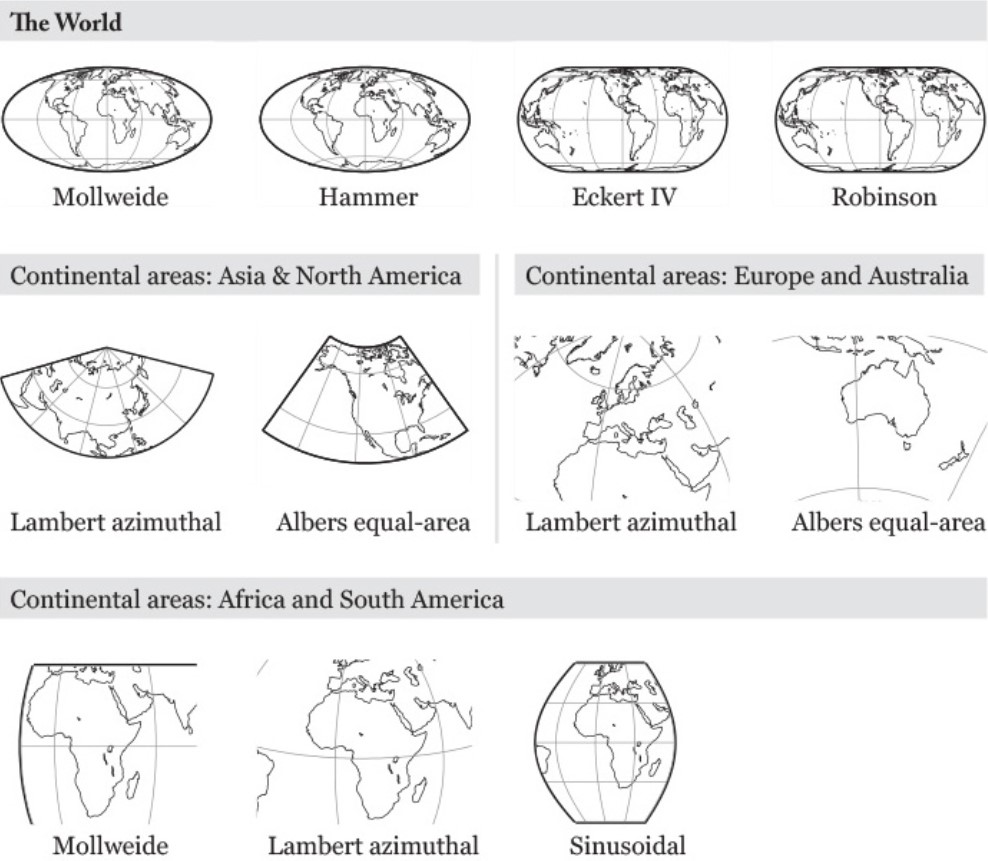 The World
Mollweide
Hammer
Eckert IV
Robinson
Continental areas: Asia & North America
Continental areas: Europe and Australia
Lambert azimuthal
Albers equal-area
Lambert azimuthal
Albers equal-area
Continental areas: Africa and South America
Mollweide
Lambert azimuthal
Sinusoidal